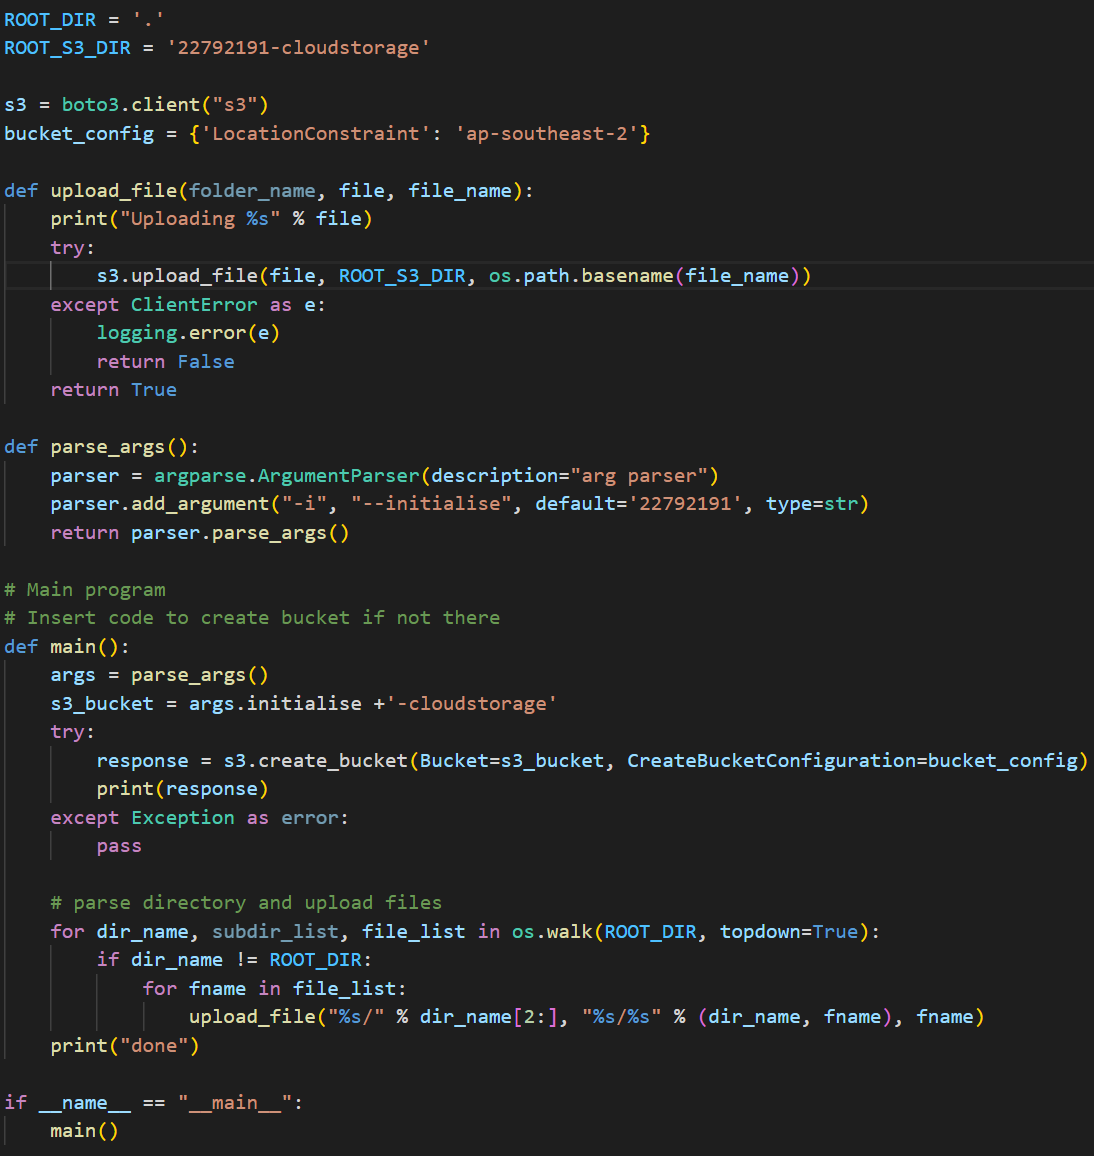 ROOT_DIR = '.'
ROOT_S3_DIR = '22792191-cloudstorage'

s3 = boto3.client("s3")
bucket_config = {'LocationConstraint': 'ap-southeast-2'}

def upload_file(folder_name, file, file_name):
    print("Uploading %s" % file)
    try:
        s3.upload_file(file, ROOT_S3_DIR, os.path.basename(file_name))
    except ClientError as e:
        logging.error(e)
        return False
    return True

def parse_args():
    parser = argparse.ArgumentParser(description="arg parser")
    parser.add_argument("-i", "--initialise", default='22792191', type=str)
    return parser.parse_args()

# Main program
# Insert code to create bucket if not there
def main():
    args = parse_args()
    s3_bucket = args.initialise +'-cloudstorage'
    try:
        response = s3.create_bucket(Bucket=s3_bucket, CreateBucketConfiguration=bucket_config)
        print(response)
    except Exception as error:
        pass

    # parse directory and upload files
    for dir_name, subdir_list, file_list in os.walk(ROOT_DIR, topdown=True):
        if dir_name != ROOT_DIR:
            for fname in file_list:
                upload_file("%s/" % dir_name[2:], "%s/%s" % (dir_name, fname), fname)
    print("done")

if __name__ == "__main__":
    main()